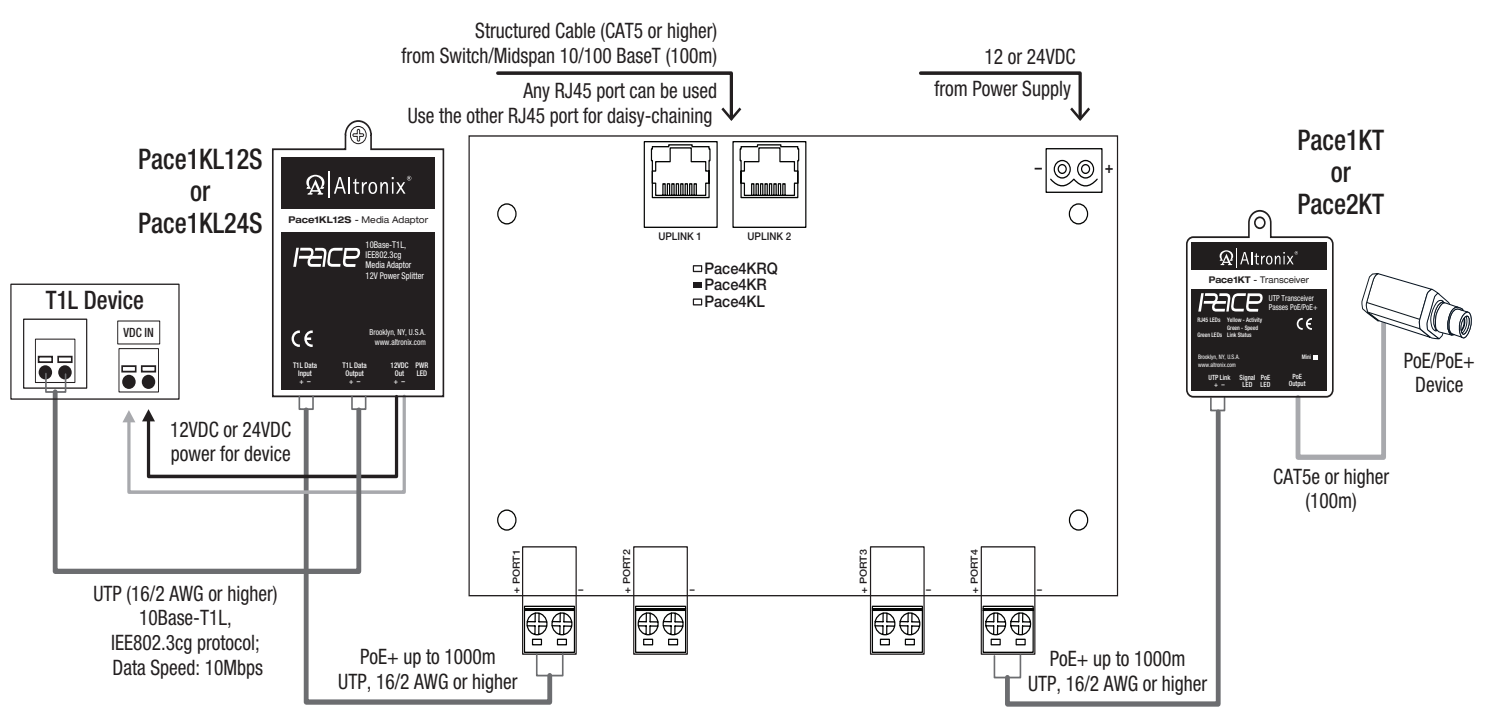 Structured Cable (CAT5 or higher)
from Switch/Midspan 10/100 BaseT (100m)
Any RJ45 port can be used
Use the other RJ45 port for daisy-chaining
12 or 24VDC
from Power Supply
Pace1KL12S
or
Pace1KL24S
Altronix®
Pace1KL12S - Media Adaptor
PACE
10Base-T1L,
IEE802.3cg
Media Adaptor
12V Power Splitter
CE
Brooklyn, NY, U.S.A.
www.altronix.com
T1L Data
Input
+ –
T1L Data
Output
+ –
12VDC
Out
+ –
PWR
LED
T1L Device
VDC IN
12VDC or 24VDC
power for device
UTP (16/2 AWG or higher)
10Base-T1L,
IEE802.3cg protocol;
Data Speed: 10Mbps
– +
UPLINK 1
UPLINK 2
Pace4KRQ
Pace4KR
Pace4KL
+ PORT1 –
+ PORT2 –
+ PORT3 –
+ PORT4 –
PoE+ up to 1000m
UTP, 16/2 AWG or higher
PoE+ up to 1000m
UTP, 16/2 AWG or higher
Pace1KT
or
Pace2KT
Altronix®
Pace1KT - Transceiver
PACE
UTP Transceiver
Passes PoE/PoE+
RJ45 LEDs Yellow - Activity
Green - Speed
Green LEDs Link Status
CE
Brooklyn, NY, U.S.A.
www.altronix.com
Mini
UTP Link
+ –
Signal
LED
PoE
LED
PoE
Output
PoE/PoE+
Device
CAT5e or higher
(100m)